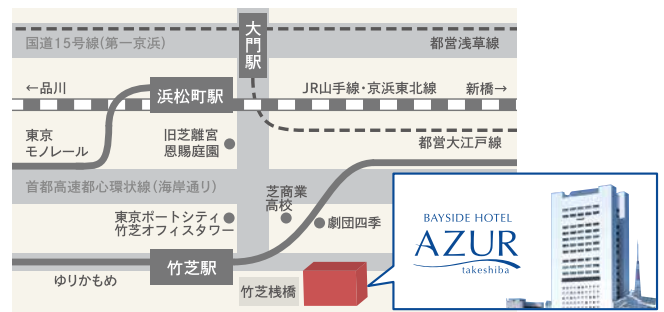 大門駅
国道15号線(第一京浜)
都営浅草線
←品川
浜松町駅
JR山手線・京浜東北線
新橋→
東京
モノレール
旧芝離宮
恩賜庭園
都営大江戸線
首都高速都心環状線(海岸通り)
芝商業
高校
東京ポートシティ
竹芝オフィスタワー
劇団四季
BAYSIDE HOTEL
AZUR
takeshiba
竹芝駅
ゆりかもめ
竹芝桟橋